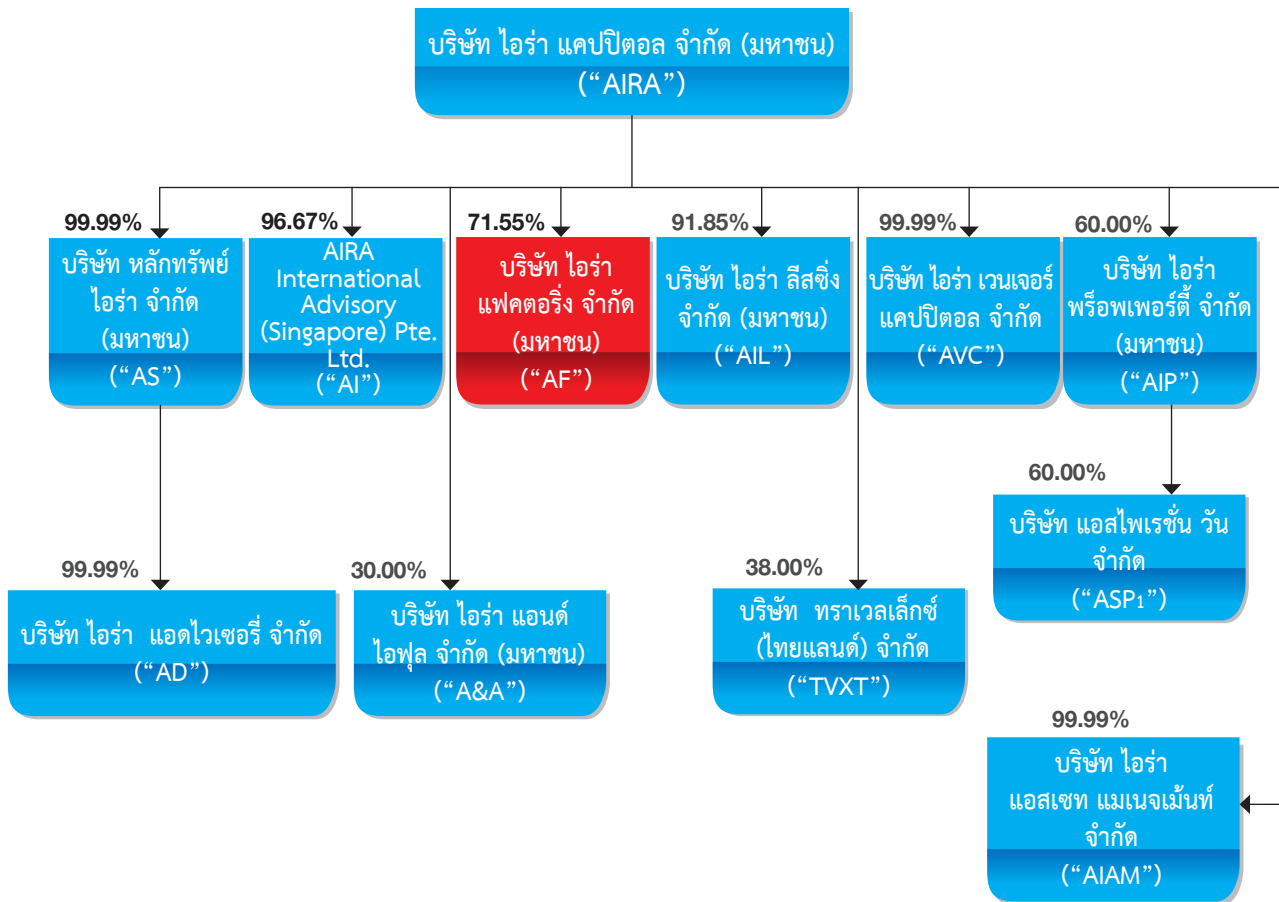 บริษัท ไอร่า แคปปิตอล จำกัด (มหาชน)
(“AIRA”)
99.99%
บริษัท หลักทรัพย์
ไอร่า จำกัด
(มหาชน)
(“AS”)
96.67%
AIRA
International
Advisory
(Singapore) Pte.
Ltd.
(“AI”)
71.55%
บริษัท ไอร่า
แฟคตอริ่ง จำกัด
(มหาชน)
(“AF”)
91.85%
บริษัท ไอร่า ลีสซิ่ง
จำกัด (มหาชน)
(“AIL”)
99.99%
บริษัท ไอร่า เวนเจอร์
แคปปิตอล จำกัด
(“AVC”)
60.00%
บริษัท ไอร่า
พร็อพเพอร์ตี้ จำกัด
(มหาชน)
(“AIP”)
60.00%
บริษัท แอสไพเรชั่น วัน
จำกัด
(“ASP1”)
99.99%
บริษัท ไอร่า แอดไวเซอรี่ จำกัด
(“AD”)
30.00%
บริษัท ไอร่า แอนด์
ไอฟุล จำกัด (มหาชน)
(“A&A”)
38.00%
บริษัท ทราเวลเล็กซ์
(ไทยแลนด์) จำกัด
(“TVXT”)
99.99%
บริษัท ไอร่า
แอสเซท แมเนจเม้นท์
จำกัด
(“AIAM”)